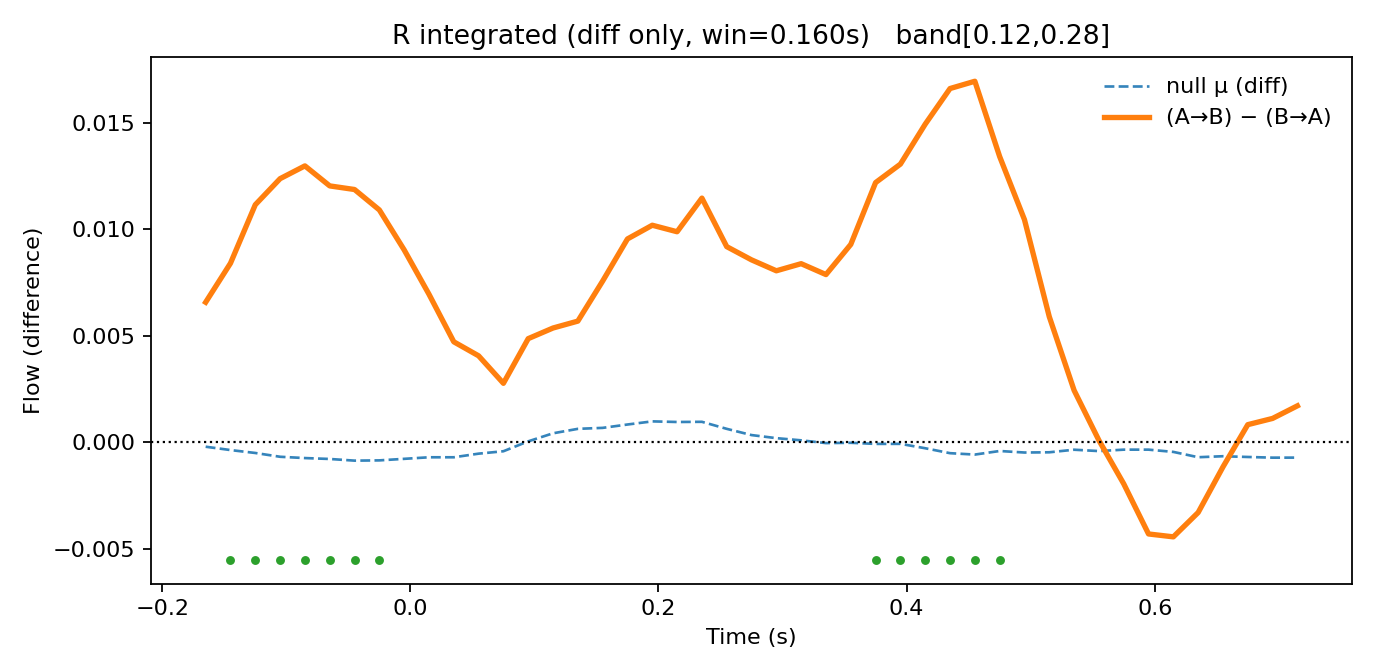 R integrated (diff only, win=0.160s)   band[0.12,0.28]
null μ (diff)
(A→B) − (B→A)
Flow (difference)
0.015
0.010
0.005
0.000
−0.005
−0.2
0.0
0.2
0.4
0.6
Time (s)